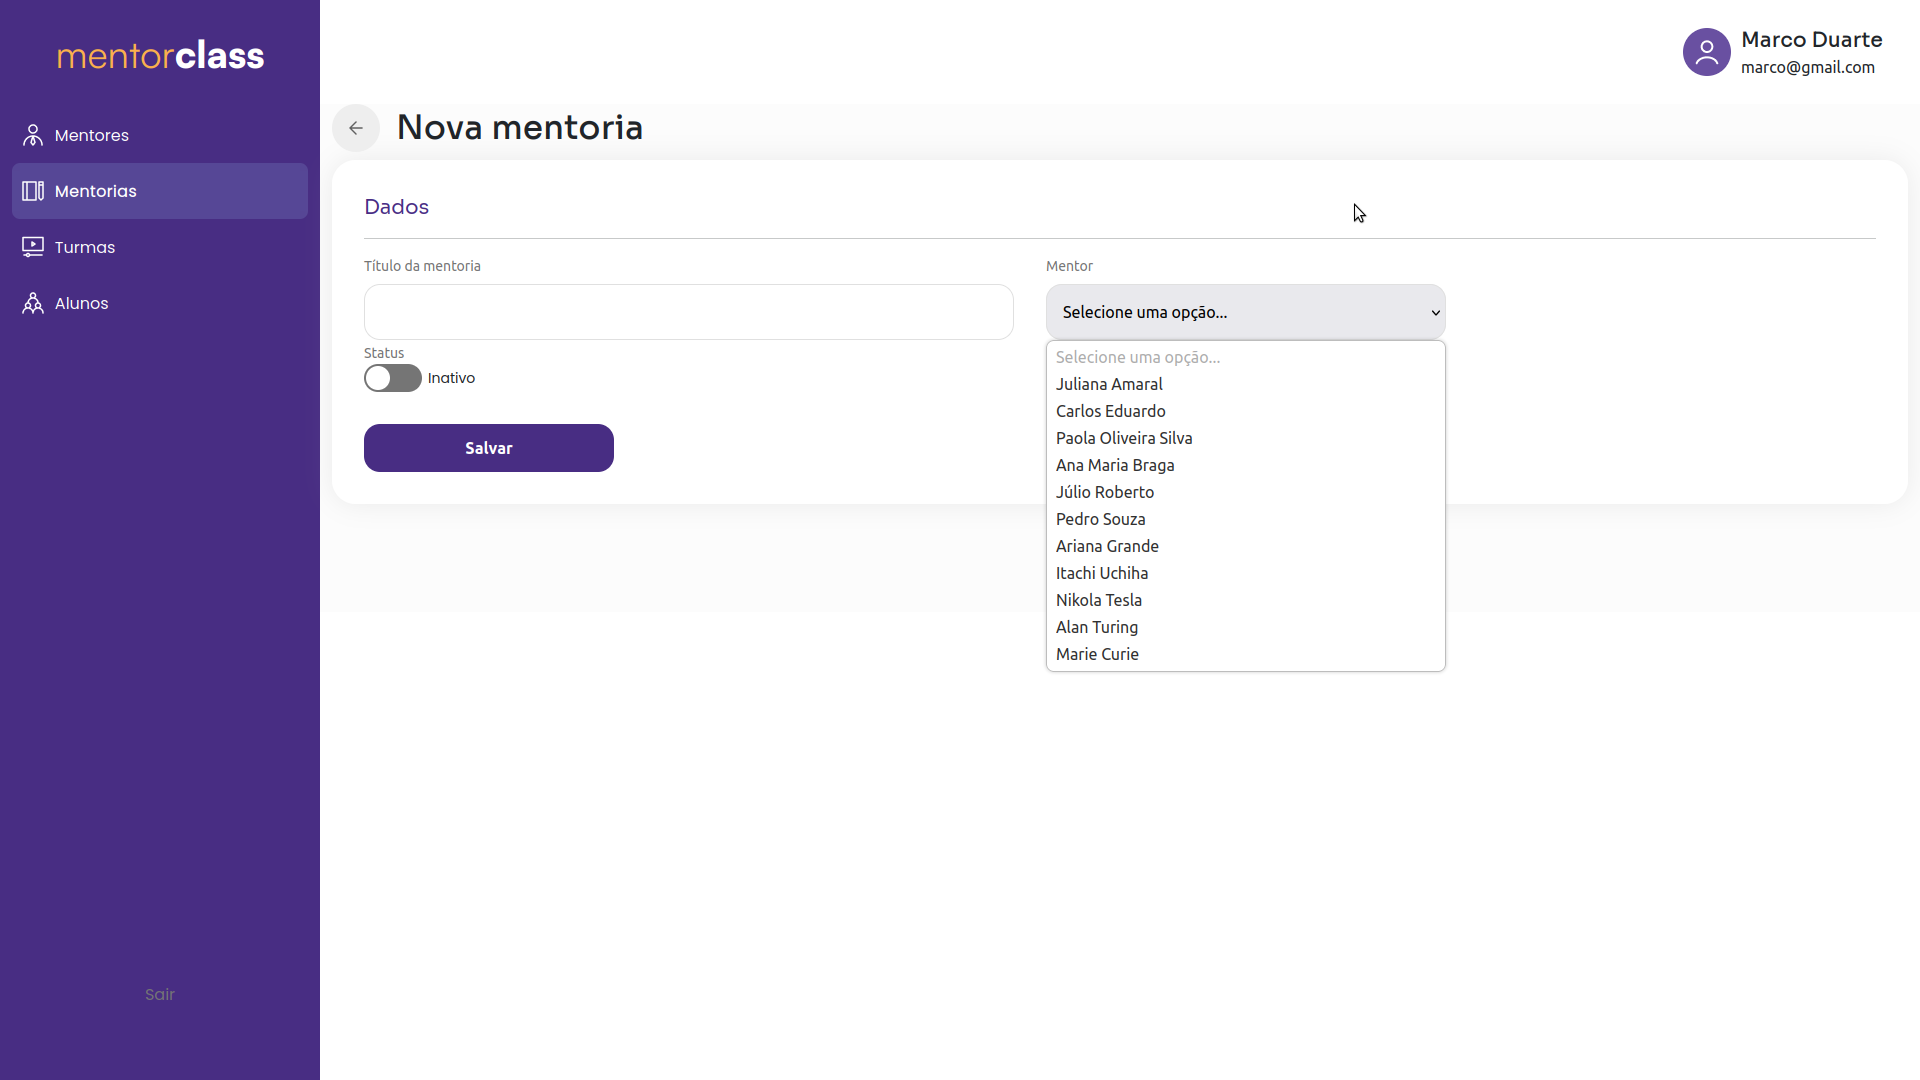 mentorclass
Mentores
Mentorias
Turmas
Alunos
Sair
Marco Duarte
marco@gmail.com
Nova mentoria
Dados
Título da mentoria
Status
Inativo
Salvar
Mentor
Selecione uma opção...
Selecione uma opção...
Juliana Amaral
Carlos Eduardo
Paola Oliveira Silva
Ana Maria Braga
Júlio Roberto
Pedro Souza
Ariana Grande
Itachi Uchiha
Nikola Tesla
Alan Turing
Marie Curie